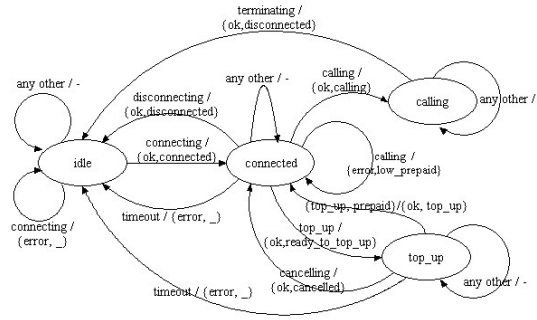 terminating /
{ok,disconnected}
any other / -
any other / -
calling /
{ok,calling}
calling
any other /
disconnecting /
{ok,disconnected}
connecting /
{ok,connected}
idle
connected
calling /
{error,low_prepaid}
connecting /
{error, _}
timeout / {error, _}
{top_up, prepaid}/{ok, top_up}
top_up /
{ok,ready_to_top_up}
top_up
cancelling /
{ok,cancelled}
any other / -
timeout / {error, _}